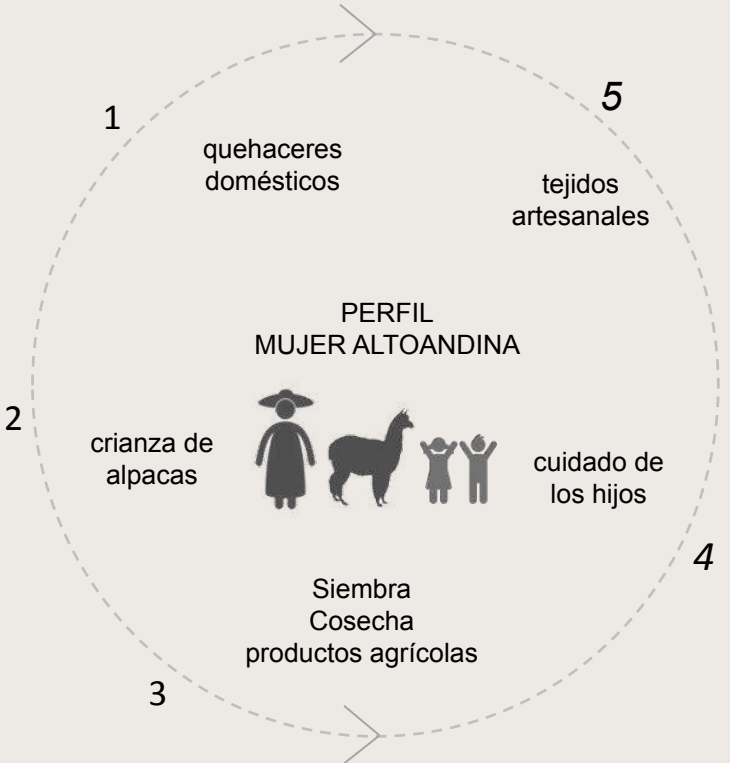 1
quehaceres
domésticos
5
tejidos
artesanales
PERFIL
MUJER ALTOANDINA
2
crianza de
alpacas
cuidado de
los hijos
4
Siembra
Cosecha
productos agrícolas
3